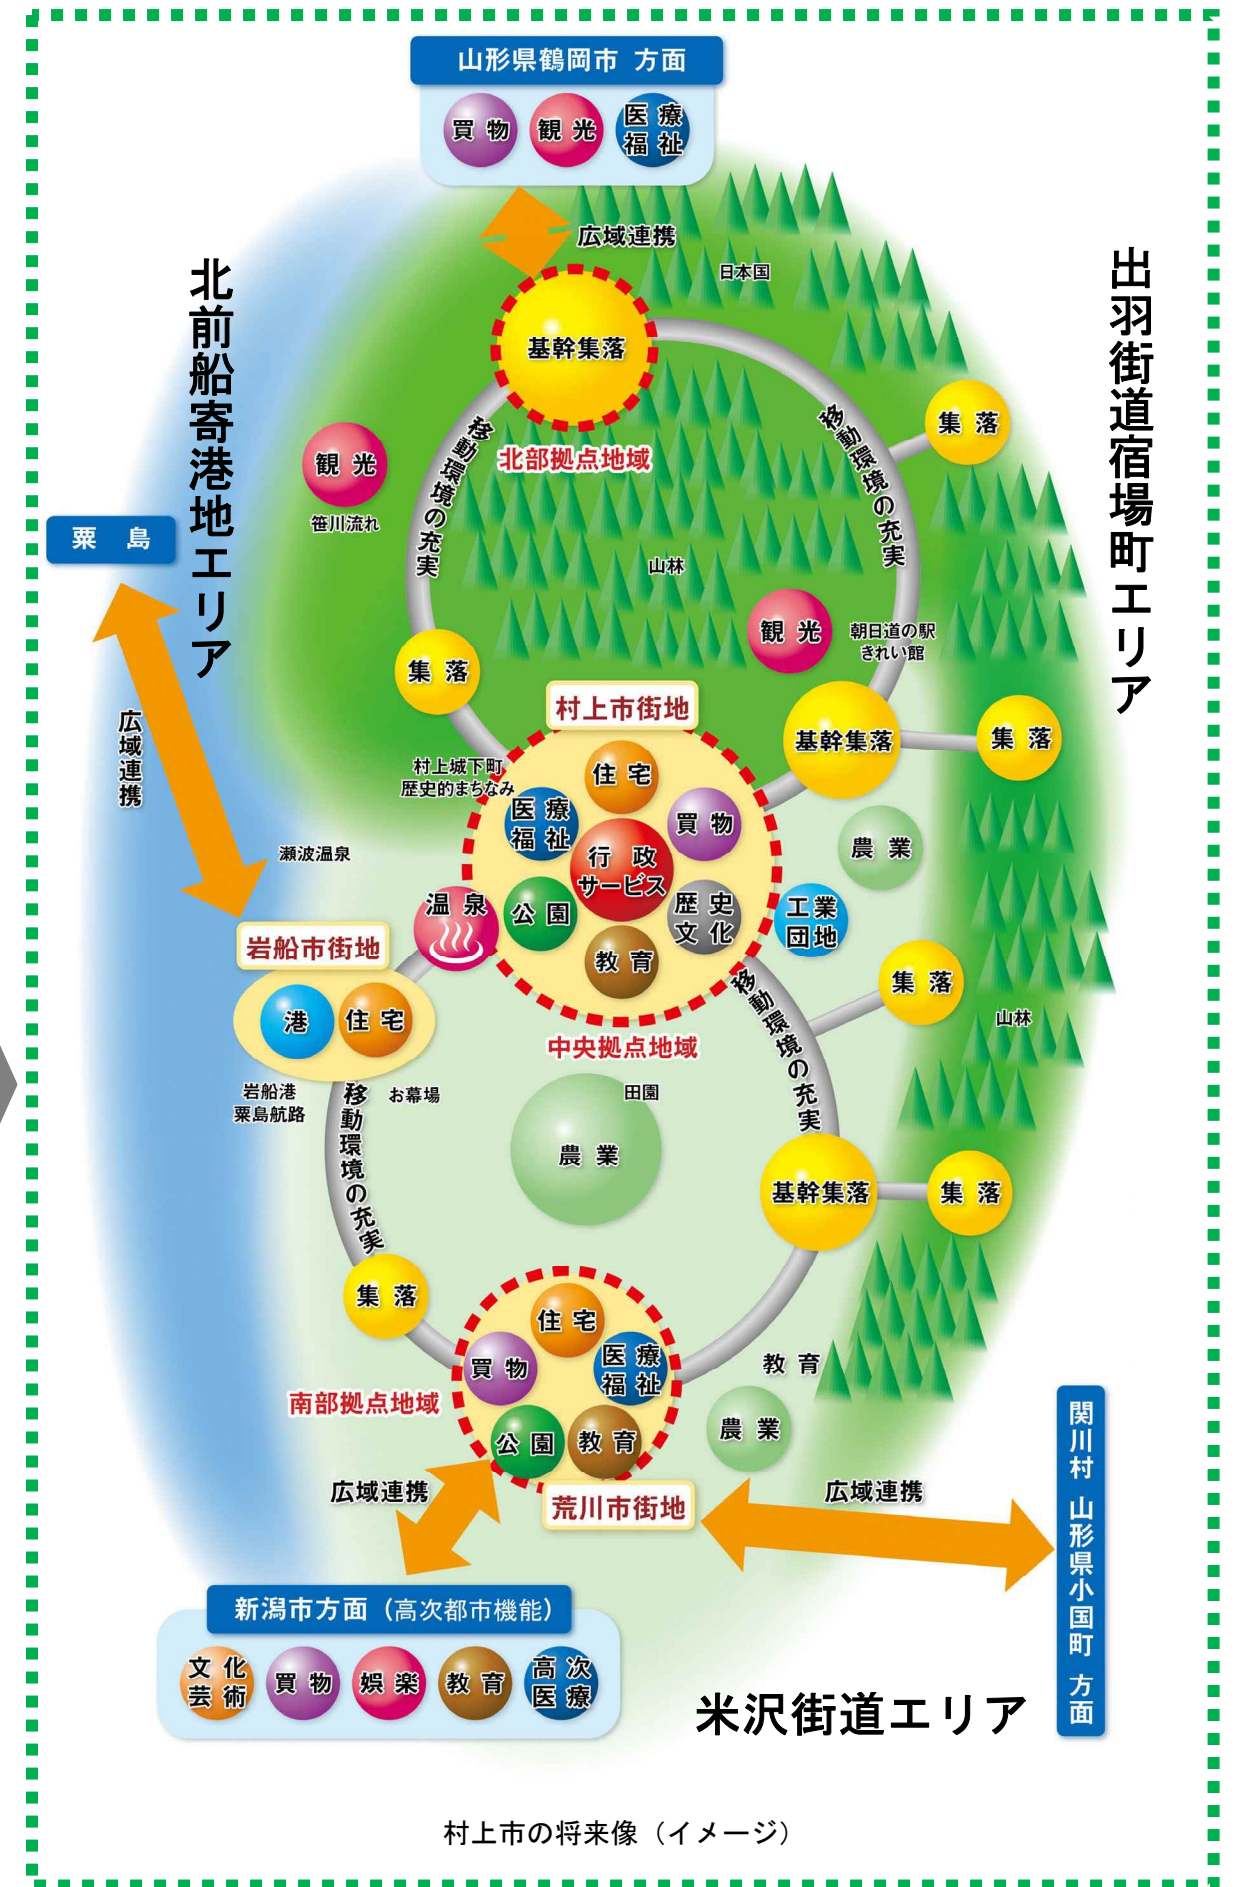 山形県鶴岡市 方面
買 物
観 光
医 療
福 祉
広域連携
日本国
北前船寄港地エリア
出羽街道宿場町エリア
基幹集落
北部拠点地域
移動環境の充実
移動環境の充実
集 落
観 光
笹川流れ
粟 島
山林
観 光
朝日道の駅
きれい館
集 落
広域連携
村上市街地
基幹集落
集 落
村上城下町
歴史的まちなみ
住 宅
医 療
福 祉
買 物
行 政
サービス
公 園
歴 史
文 化
教 育
温 泉
農 業
工 業
団 地
瀬波温泉
岩船市街地
港
住 宅
岩船港
粟島航路
お幕場
中央拠点地域
移動環境の充実
移動環境の充実
集 落
山林
田園
農 業
基幹集落
集 落
集 落
住 宅
買 物
医 療
福 祉
公 園
教 育
南部拠点地域
教 育
農 業
荒川市街地
広域連携
広域連携
関川村 山形県小国町 方面
新潟市方面（高次都市機能）
文 化
芸 術
買 物
娯 楽
教 育
高 次
医 療
米沢街道エリア
村上市の将来像（イメージ）